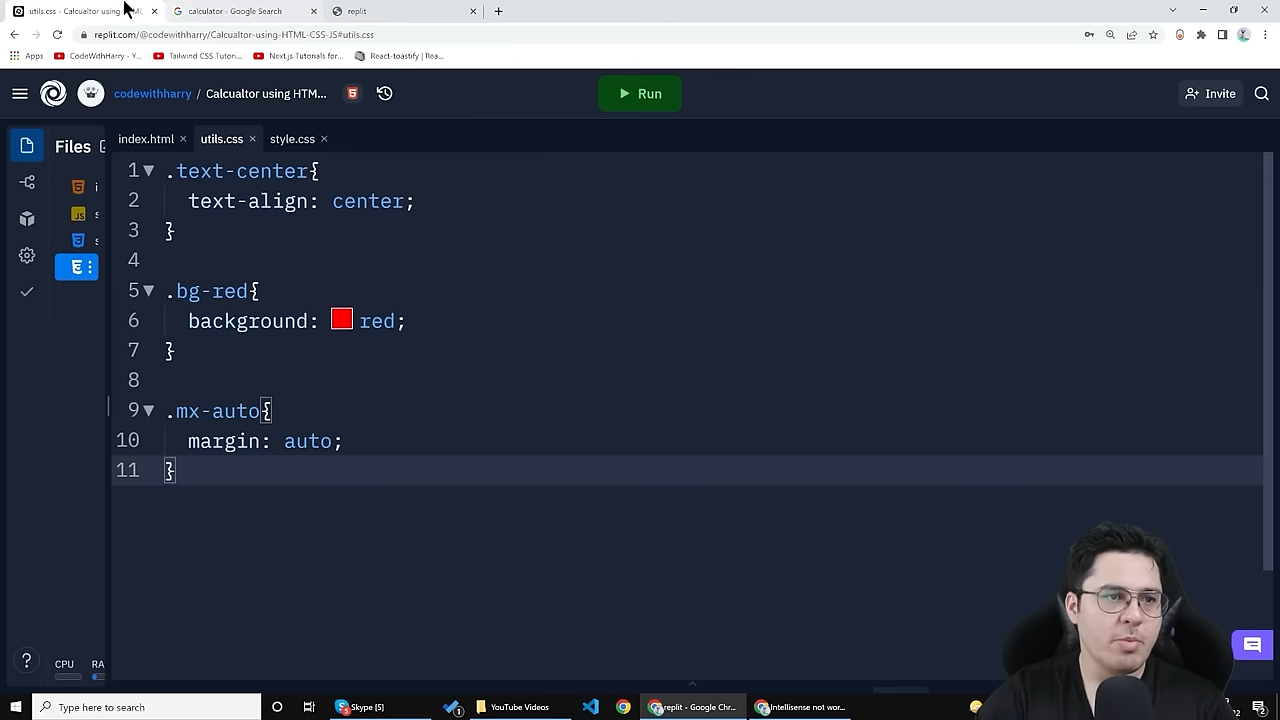 utils.css - Calcualtor using
calculator - Google Search
replit
replit.com/@codewithharry/Calcualtor-using-HTML-CSS-JS#utils.css
Apps
CodeWithHarry - Y...
Tailwind CSS Tutori...
Next.js Tutorials for...
React-toastify | Rea...
codewithharry / Calcualtor using HTM...
Run
Invite
Files
index.html
utils.css
style.css
1 .text-center{
2 text-align: center;
3 }
4
5 .bg-red{
6 background: red;
7 }
8
9 .mx-auto{
10 margin: auto;
11 }
CPU
RA
Type here to search
Skype [5]
YouTube Videos
replit - Google Chr...
Intellisense not wor...